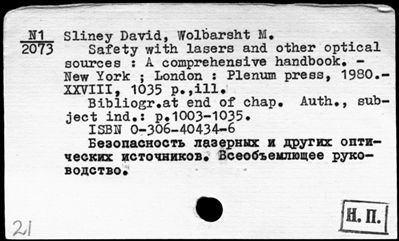 N1 Sliney David, Wolbarsht M.
2073 Safety with lasers and other optical
sources : A comprehensive handbook. -
New York ; London : Plenum press, 1980.-
XXVIII, 1035 p.,ill.
Bibliogr.at end of chap. Auth., sub-
ject ind.: p.1003-1035.
ISBN 0-306-40434-6
Безопасность лазерных и других опти-
ческих источников. Всеобъемлющее руко-
водство.
Н. П.
21